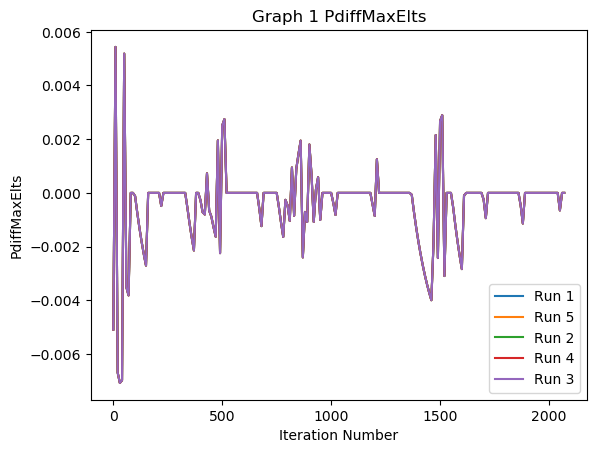 Graph 1 PdiffMaxElts
0.006
0.004
0.002
0.000
−0.002
−0.004
−0.006
PdiffMaxElts
0
500
1000
1500
2000
Iteration Number
Run 1
Run 5
Run 2
Run 4
Run 3